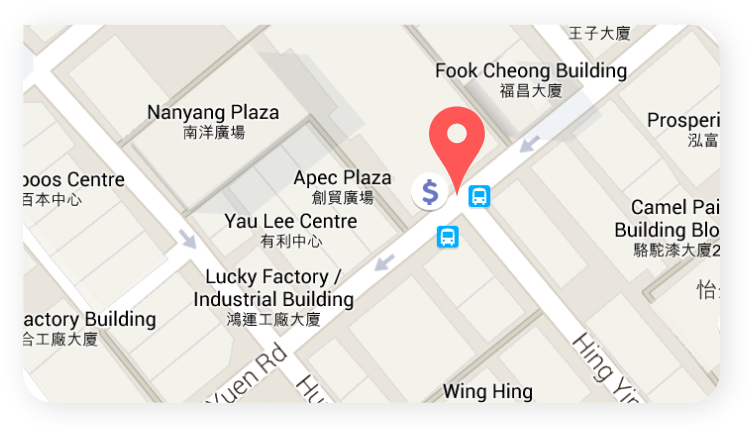 王子大廈
Fook Cheong Building
福昌大廈
Nanyang Plaza
南洋廣場
Prosperi
泓富
Apec Plaza
創貿廣場
poos Centre
百本中心
Yau Lee Centre
有利中心
Camel Pai
Building Blo
駱駝漆大廈2
Lucky Factory /
Industrial Building
鴻運工廠大廈
怡
actory Building
合工廠大廈
Yuen Rd
Hu
Hing Yin
Wing Hing
$